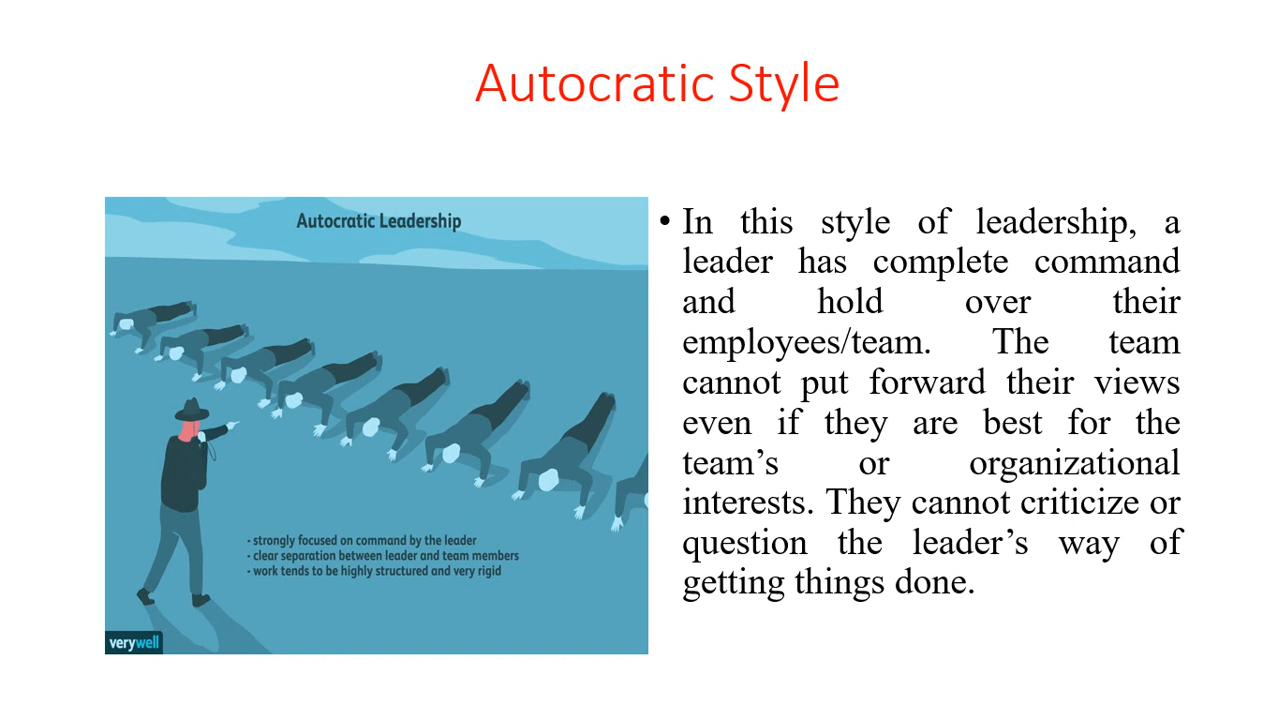 Autocratic Style
Autocratic Leadership
- strongly focused on command by the leader
- clear separation between leader and team members
- work tends to be highly structured and very rigid
verywell
• In this style of leadership, a
leader has complete command
and hold over their
employees/team. The team
cannot put forward their views
even if they are best for the
team’s or organizational
interests. They cannot criticize or
question the leader’s way of
getting things done.